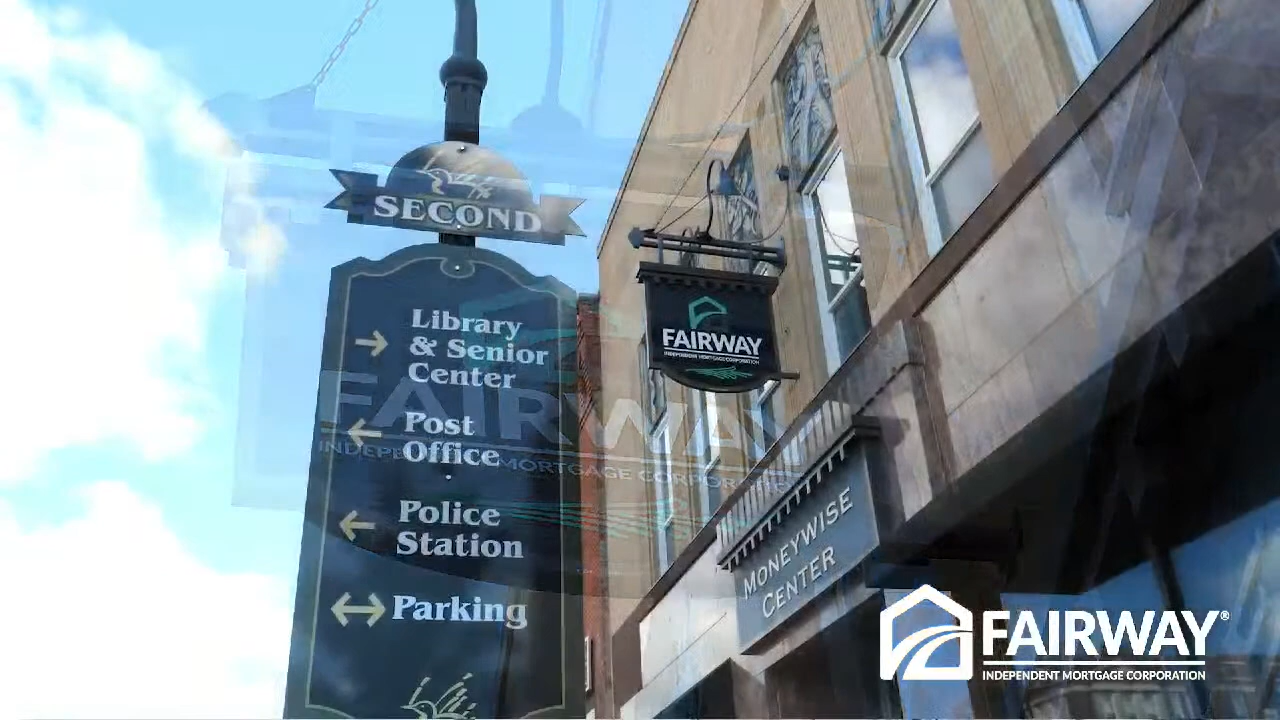 SECOND
Library
& Senior
Center
Post
Office
Police
Station
Parking
FAIRWAY
INDEPENDENT MORTGAGE CORPORATION
FAIRWAY
INDEPENDENT MORTGAGE CORPORATION
MONEYWISE
CENTER
FAIRWAY®
INDEPENDENT MORTGAGE CORPORATION